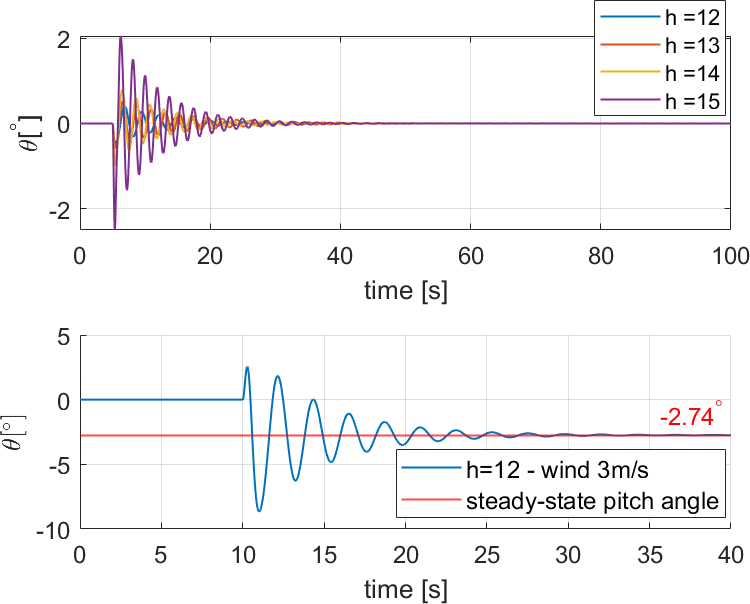 h =12
h =13
h =14
h =15
2
0
-2
θ[°]
0 20 40 60 80 100
time [s]
5
0
-5
-10
θ[°]
-2.74°
h=12 - wind 3m/s
steady-state pitch angle
0 5 10 15 20 25 30 35 40
time [s]